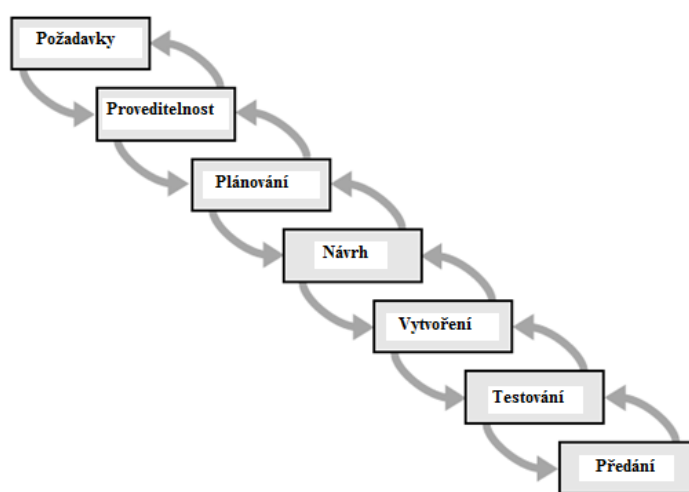 Požadavky
Proveditelnost
Plánování
Návrh
Vytvoření
Testování
Předání